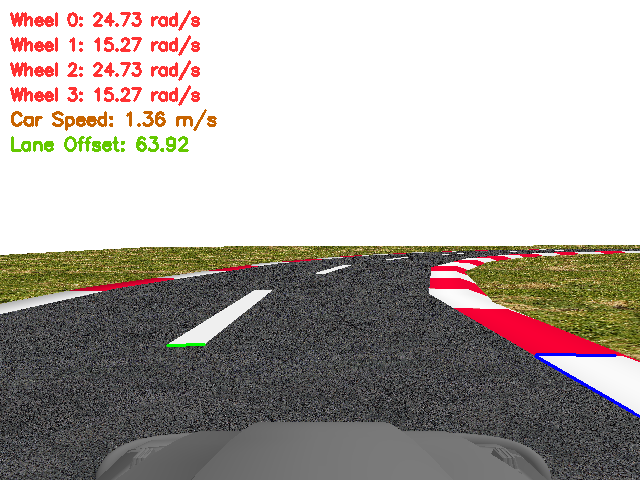 Wheel 0: 24.73 rad/s
Wheel 1: 15.27 rad/s
Wheel 2: 24.73 rad/s
Wheel 3: 15.27 rad/s
Car Speed: 1.36 m/s
Lane Offset: 63.92